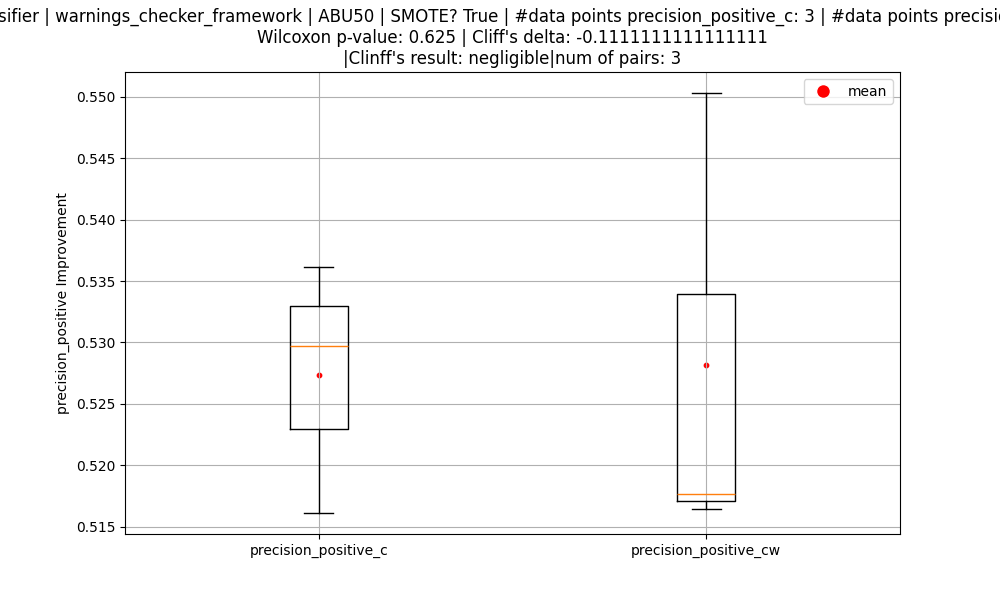 sifier | warnings_checker_framework | ABU50 | SMOTE? True | #data points precision_positive_c: 3 | #data points precisio
Wilcoxon p-value: 0.625 | Cliff's delta: -0.1111111111111111
|Clinff's result: negligible|num of pairs: 3
mean
0.550
0.545
0.540
0.535
0.530
0.525
0.520
0.515
precision_positive Improvement
precision_positive_c
precision_positive_cw